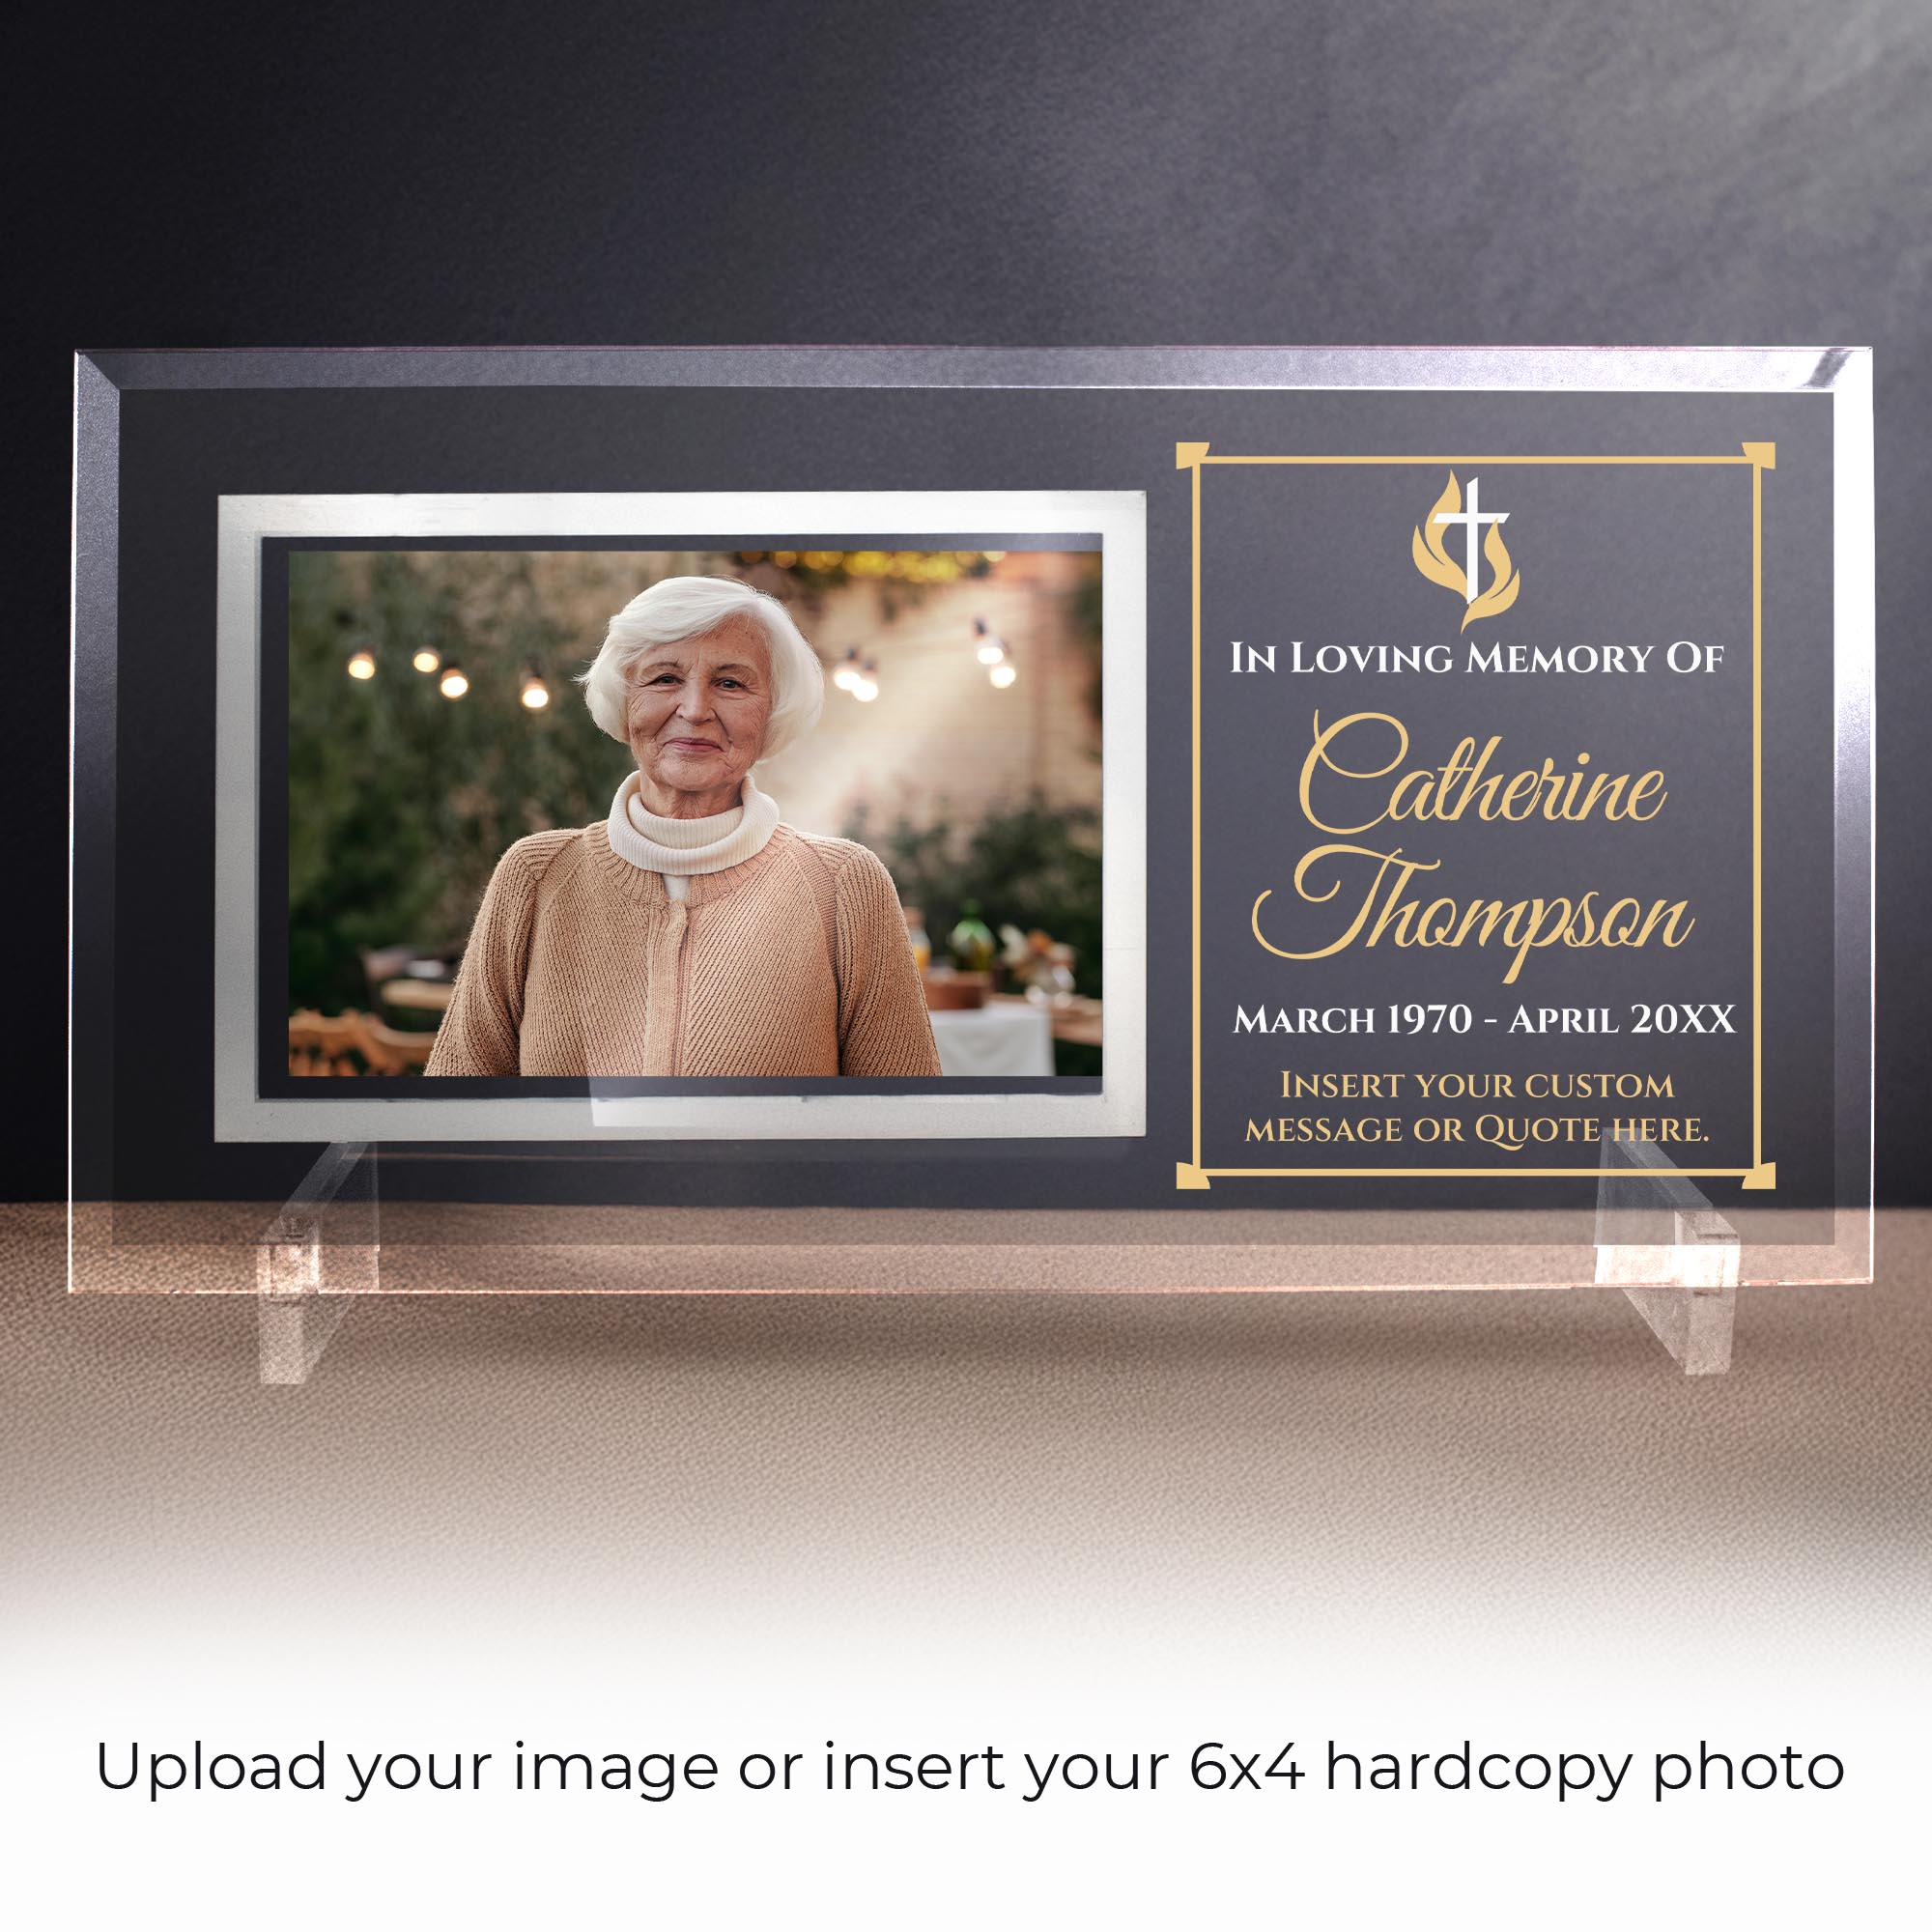 In Loving Memory Of
Catherine
Thompson
March 1970 - April 20XX
Insert your custom
message or Quote here.
Upload your image or insert your 6x4 hardcopy photo